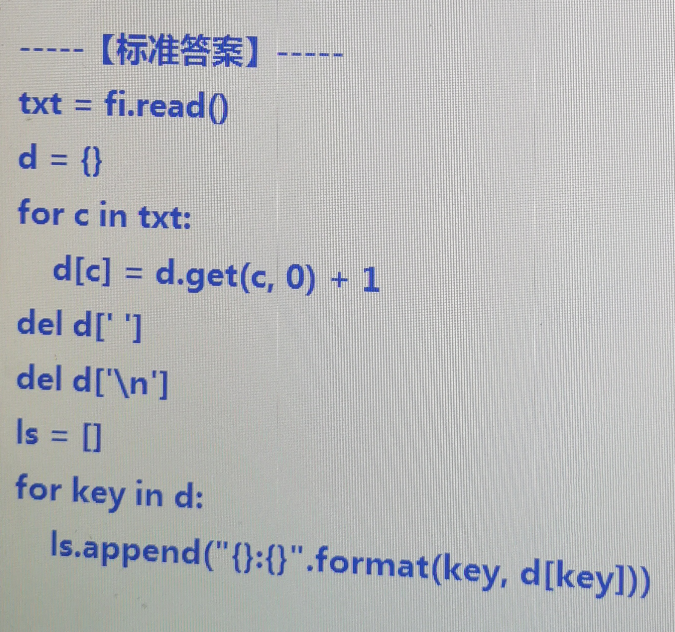 -----【标准答案】-----
txt = fi.read()
d = {}
for c in txt:
    d[c] = d.get(c, 0) + 1
del d[' ']
del d['\n']
ls = []
for key in d:
    ls.append("{}:{}".format(key, d[key]))